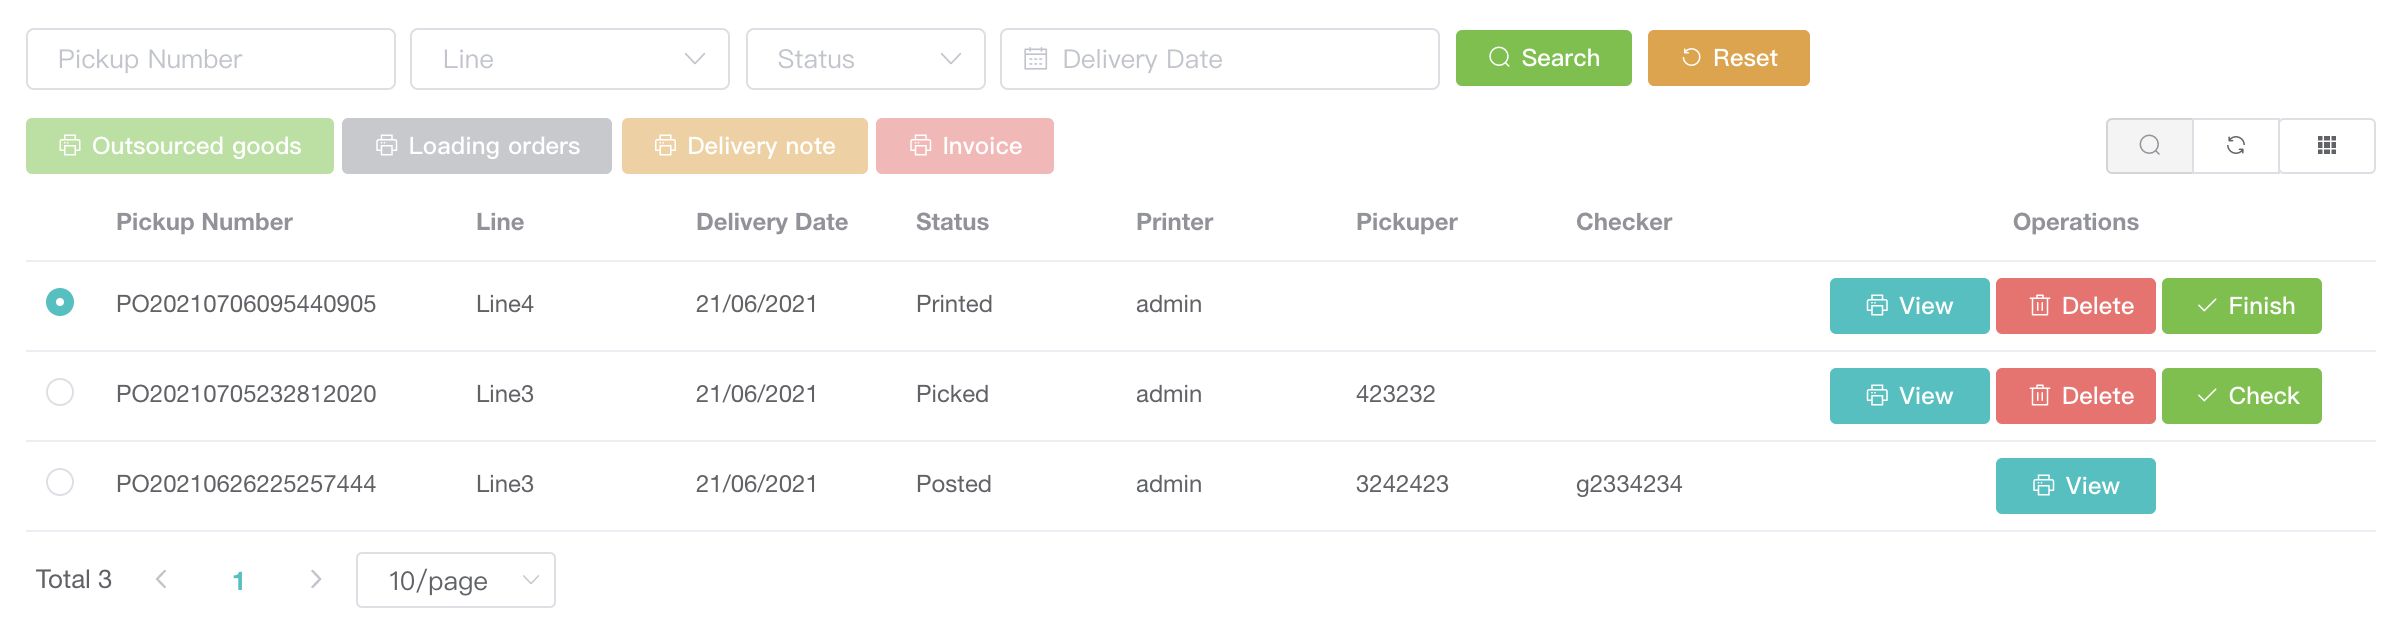 Pickup Number Line Status Delivery Date Search Reset
Outsourced goods Loading orders Delivery note Invoice
Pickup Number Line Delivery Date Status Printer Pickuper Checker Operations
PO20210706095440905 Line4 21/06/2021 Printed admin View Delete Finish
PO20210705232812020 Line3 21/06/2021 Picked admin 423232 View Delete Check
PO20210626225257444 Line3 21/06/2021 Posted admin 3242423 g2334234 View
Total 3 1 10/page